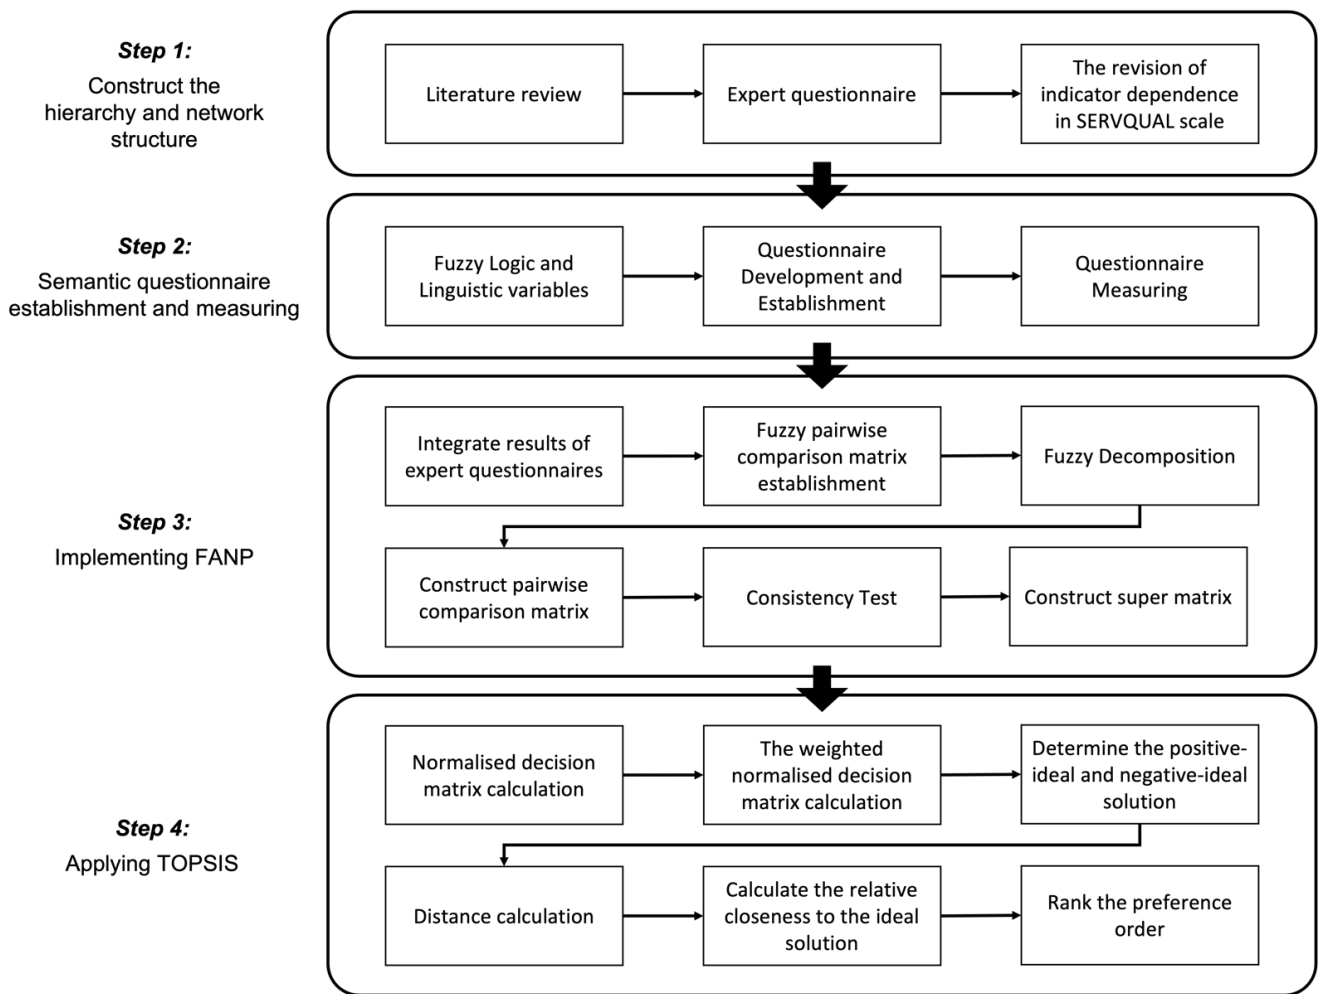 Step 1:
Construct the
hierarchy and network
structure
Literature review
Expert questionnaire
The revision of
indicator dependence
in SERVQUAL scale
Step 2:
Semantic questionnaire
establishment and measuring
Fuzzy Logic and
Linguistic variables
Questionnaire
Development and
Establishment
Questionnaire
Measuring
Step 3:
Implementing FANP
Integrate results of
expert questionnaires
Fuzzy pairwise
comparison matrix
establishment
Fuzzy Decomposition
Construct pairwise
comparison matrix
Consistency Test
Construct super matrix
Step 4:
Applying TOPSIS
Normalised decision
matrix calculation
The weighted
normalised decision
matrix calculation
Determine the positive-
ideal and negative-ideal
solution
Distance calculation
Calculate the relative
closeness to the ideal
solution
Rank the preference
order